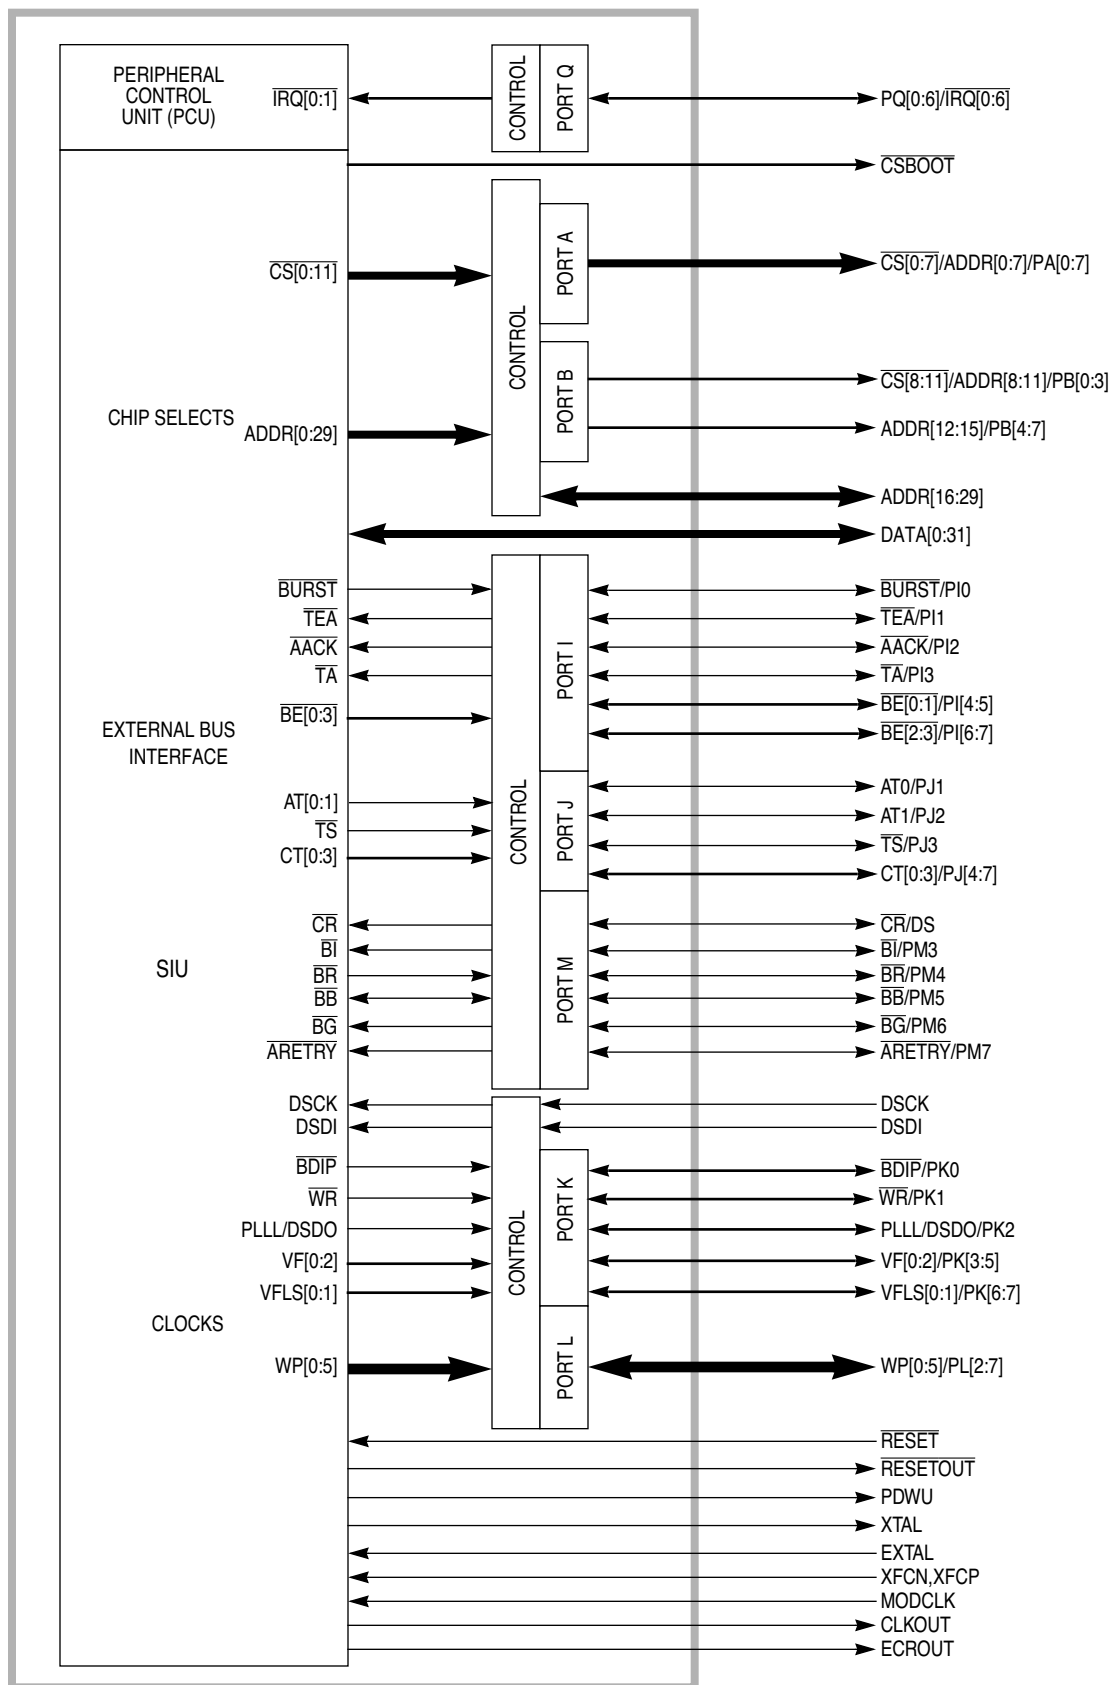 PERIPHERAL
CONTROL
UNIT (PCU)
IRQ[0:1]
CONTROL
PORT Q
PQ[0:6]/IRQ[0:6]
CSBOOT
CS[0:11]
CONTROL
PORT A
CS[0:7]/ADDR[0:7]/PA[0:7]
PORT B
CS[8:11]/ADDR[8:11]/PB[0:3]
CHIP SELECTS
ADDR[0:29]
ADDR[12:15]/PB[4:7]
ADDR[16:29]
DATA[0:31]
BURST
TEA
AACK
TA
BE[0:3]
EXTERNAL BUS
INTERFACE
CONTROL
PORT I
BURST/PI0
TEA/PI1
AACK/PI2
TA/PI3
BE[0:1]/PI[4:5]
BE[2:3]/PI[6:7]
AT[0:1]
TS
CT[0:3]
PORT J
AT0/PJ1
AT1/PJ2
TS/PJ3
CT[0:3]/PJ[4:7]
SIU
CR
BI
BR
BB
BG
ARETRY
PORT M
CR/DS
BI/PM3
BR/PM4
BB/PM5
BG/PM6
ARETRY/PM7
DSCK
DSDI
DSCK
DSDI
BDIP
WR
PLLL/DSDO
VF[0:2]
VFLS[0:1]
CONTROL
PORT K
BDIP/PK0
WR/PK1
PLLL/DSDO/PK2
VF[0:2]/PK[3:5]
VFLS[0:1]/PK[6:7]
CLOCKS
WP[0:5]
PORT L
WP[0:5]/PL[2:7]
RESET
RESETOUT
PDWU
XTAL
EXTAL
XFCN,XFCP
MODCLK
CLKOUT
ECROUT